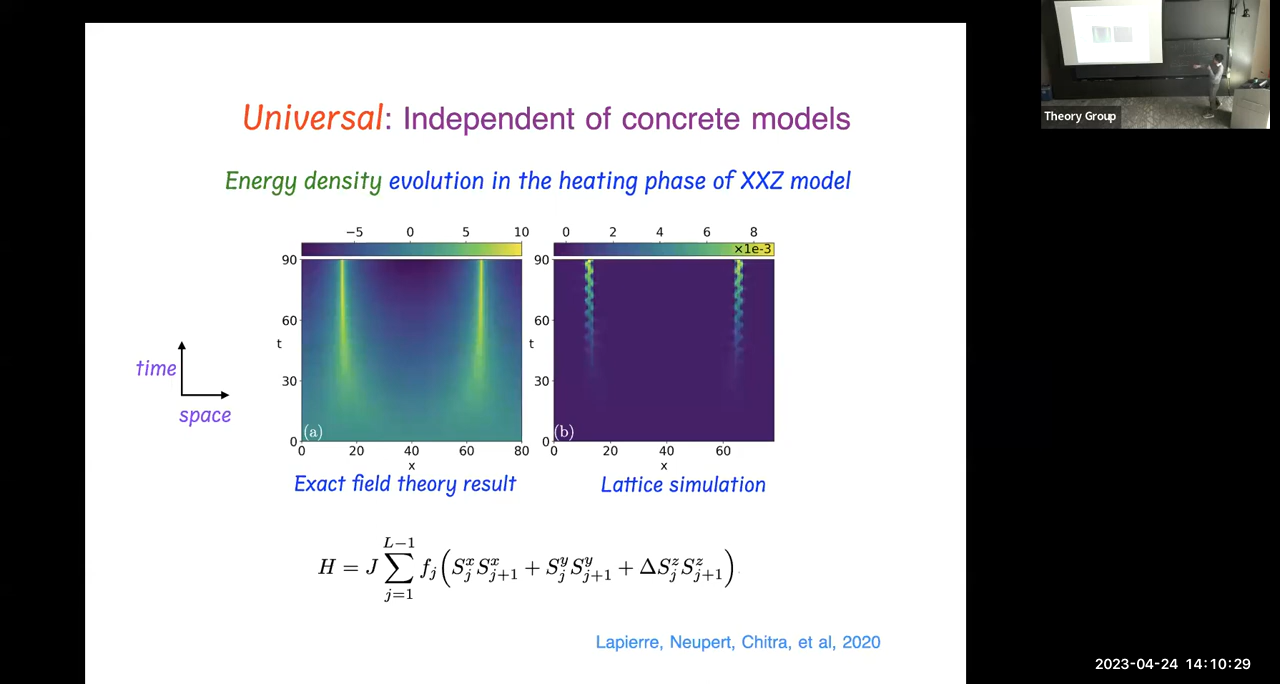 Universal: Independent of concrete models
Energy density evolution in the heating phase of XXZ model
−5 0 5 10
0 2 4 6 8
×1e-3
90
60
t
30
0
(a)
0 20 40 60 80
x
90
60
t
30
0
(b)
0 20 40 60
x
time
space
Exact field theory result
Lattice simulation
H = J \sum_{j=1}^{L−1} f_j ( S_j^x S_{j+1}^x + S_j^y S_{j+1}^y + Δ S_j^z S_{j+1}^z )
Lapierre, Neupert, Chitra, et al, 2020
Theory Group
2023-04-24 14:10:29